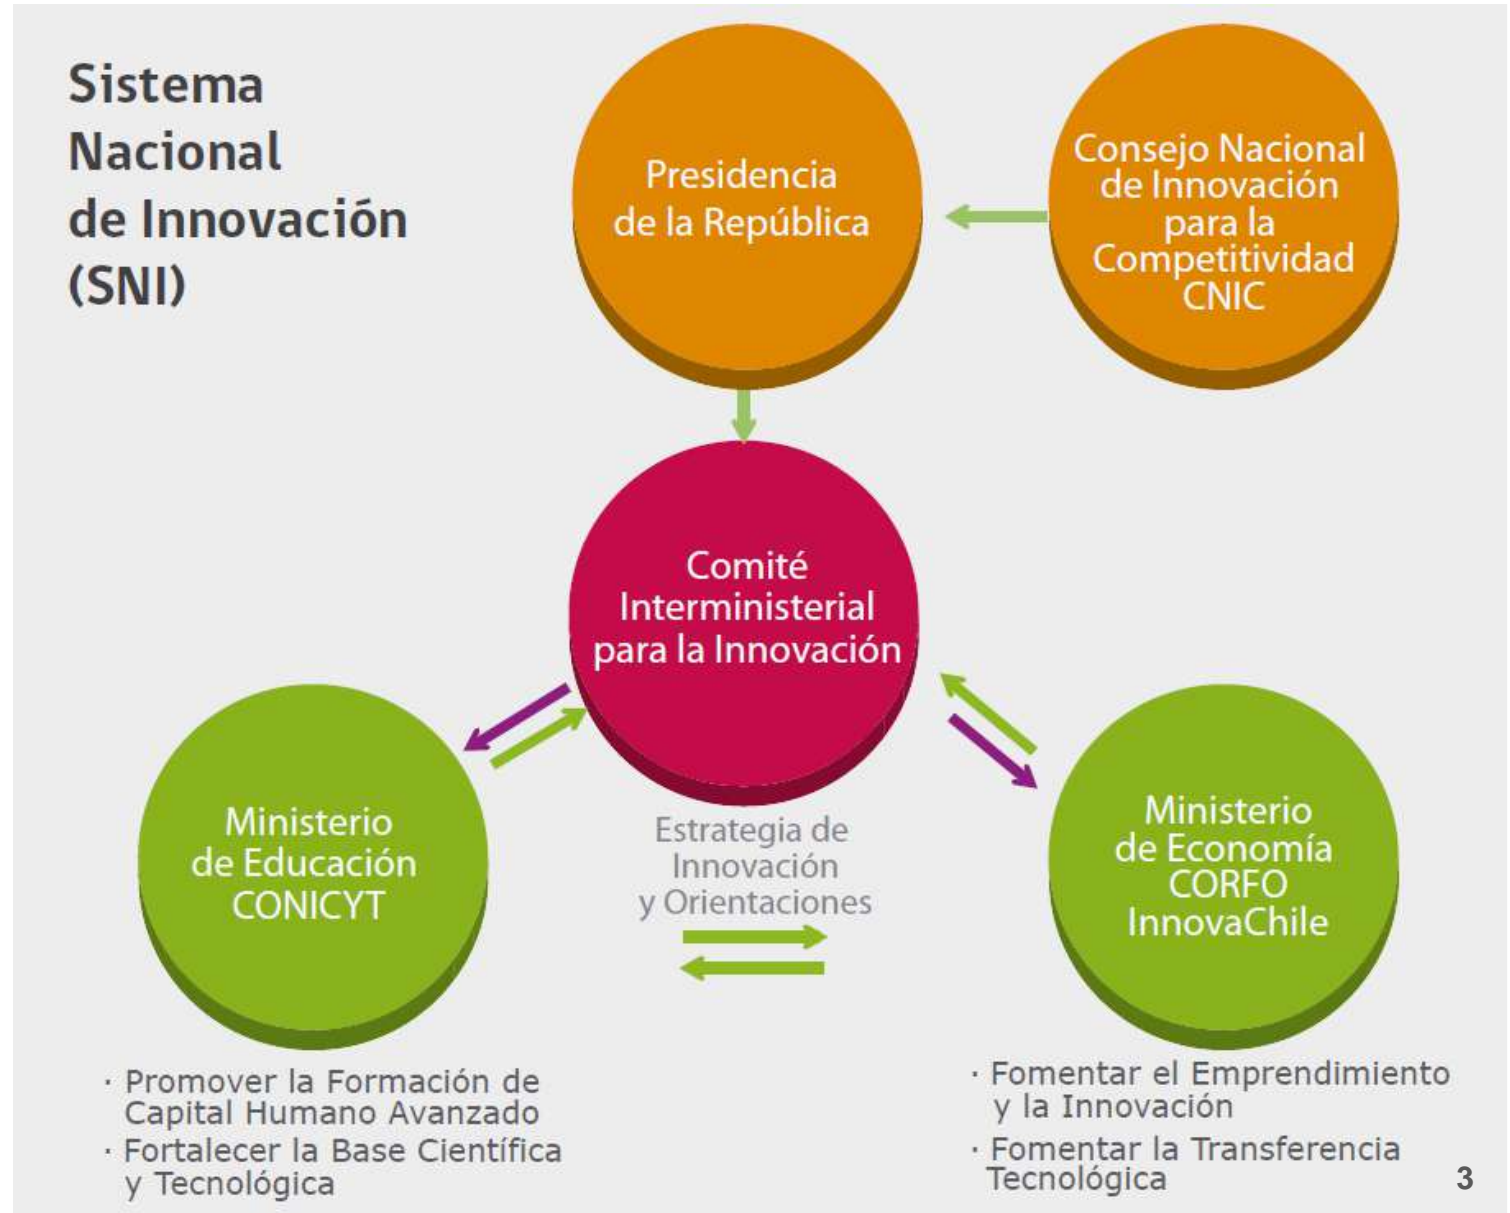 Sistema
Nacional
de Innovación
(SNI)
Presidencia
de la República
Consejo Nacional
de Innovación
para la
Competitividad
CNIC
Comité
Interministerial
para la Innovación
Ministerio
de Educación
CONICYT
Estrategia de
Innovación
y Orientaciones
Ministerio
de Economía
CORFO
InnovaChile
· Promover la Formación de
Capital Humano Avanzado
· Fortalecer la Base Científica
y Tecnológica
· Fomentar el Emprendimiento
y la Innovación
· Fomentar la Transferencia
Tecnológica
3